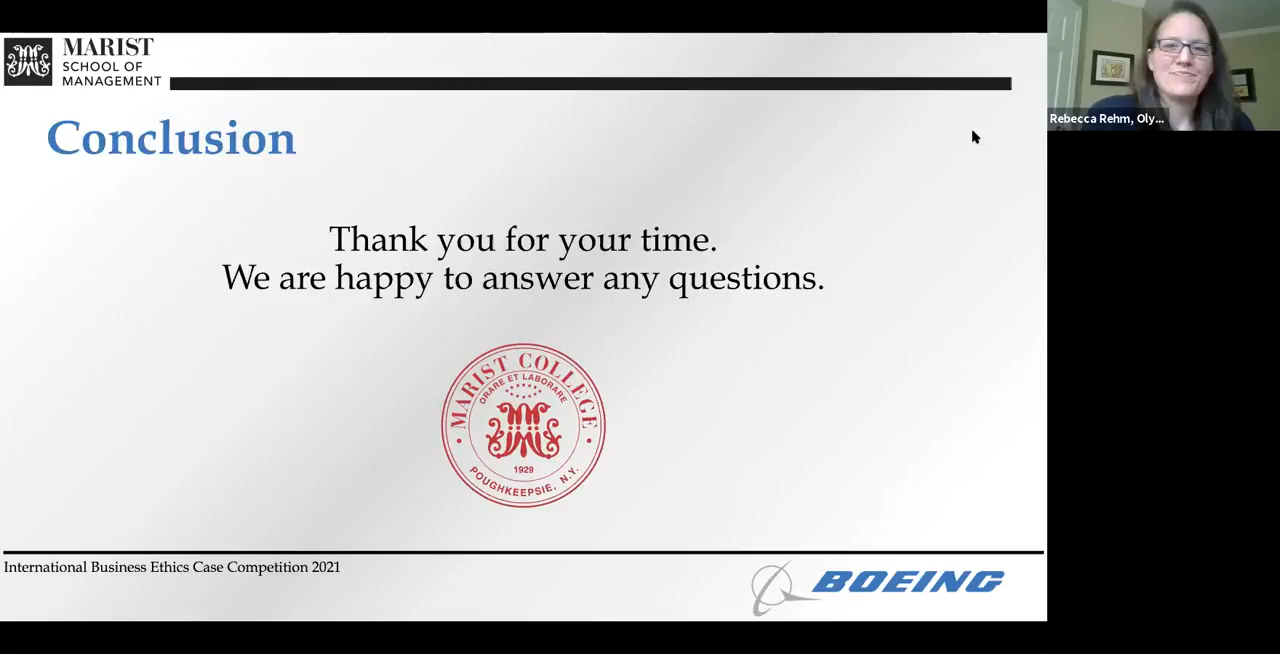 MARIST
SCHOOL OF
MANAGEMENT
Rebecca Rehm, Oly...
Conclusion
Thank you for your time.
We are happy to answer any questions.
MARIST COLLEGE
ORARE ET LABORARE
1929
POUGHKEEPSIE, N.Y.
International Business Ethics Case Competition 2021
BOEING